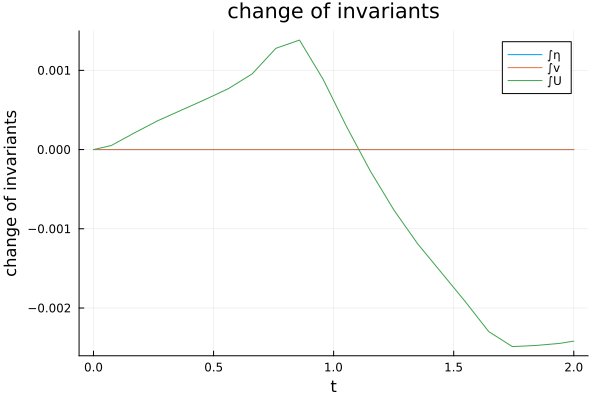 change of invariants
∫η
∫v
∫U
0.001
0.000
−0.001
−0.002
change of invariants
0.0
0.5
1.0
1.5
2.0
t